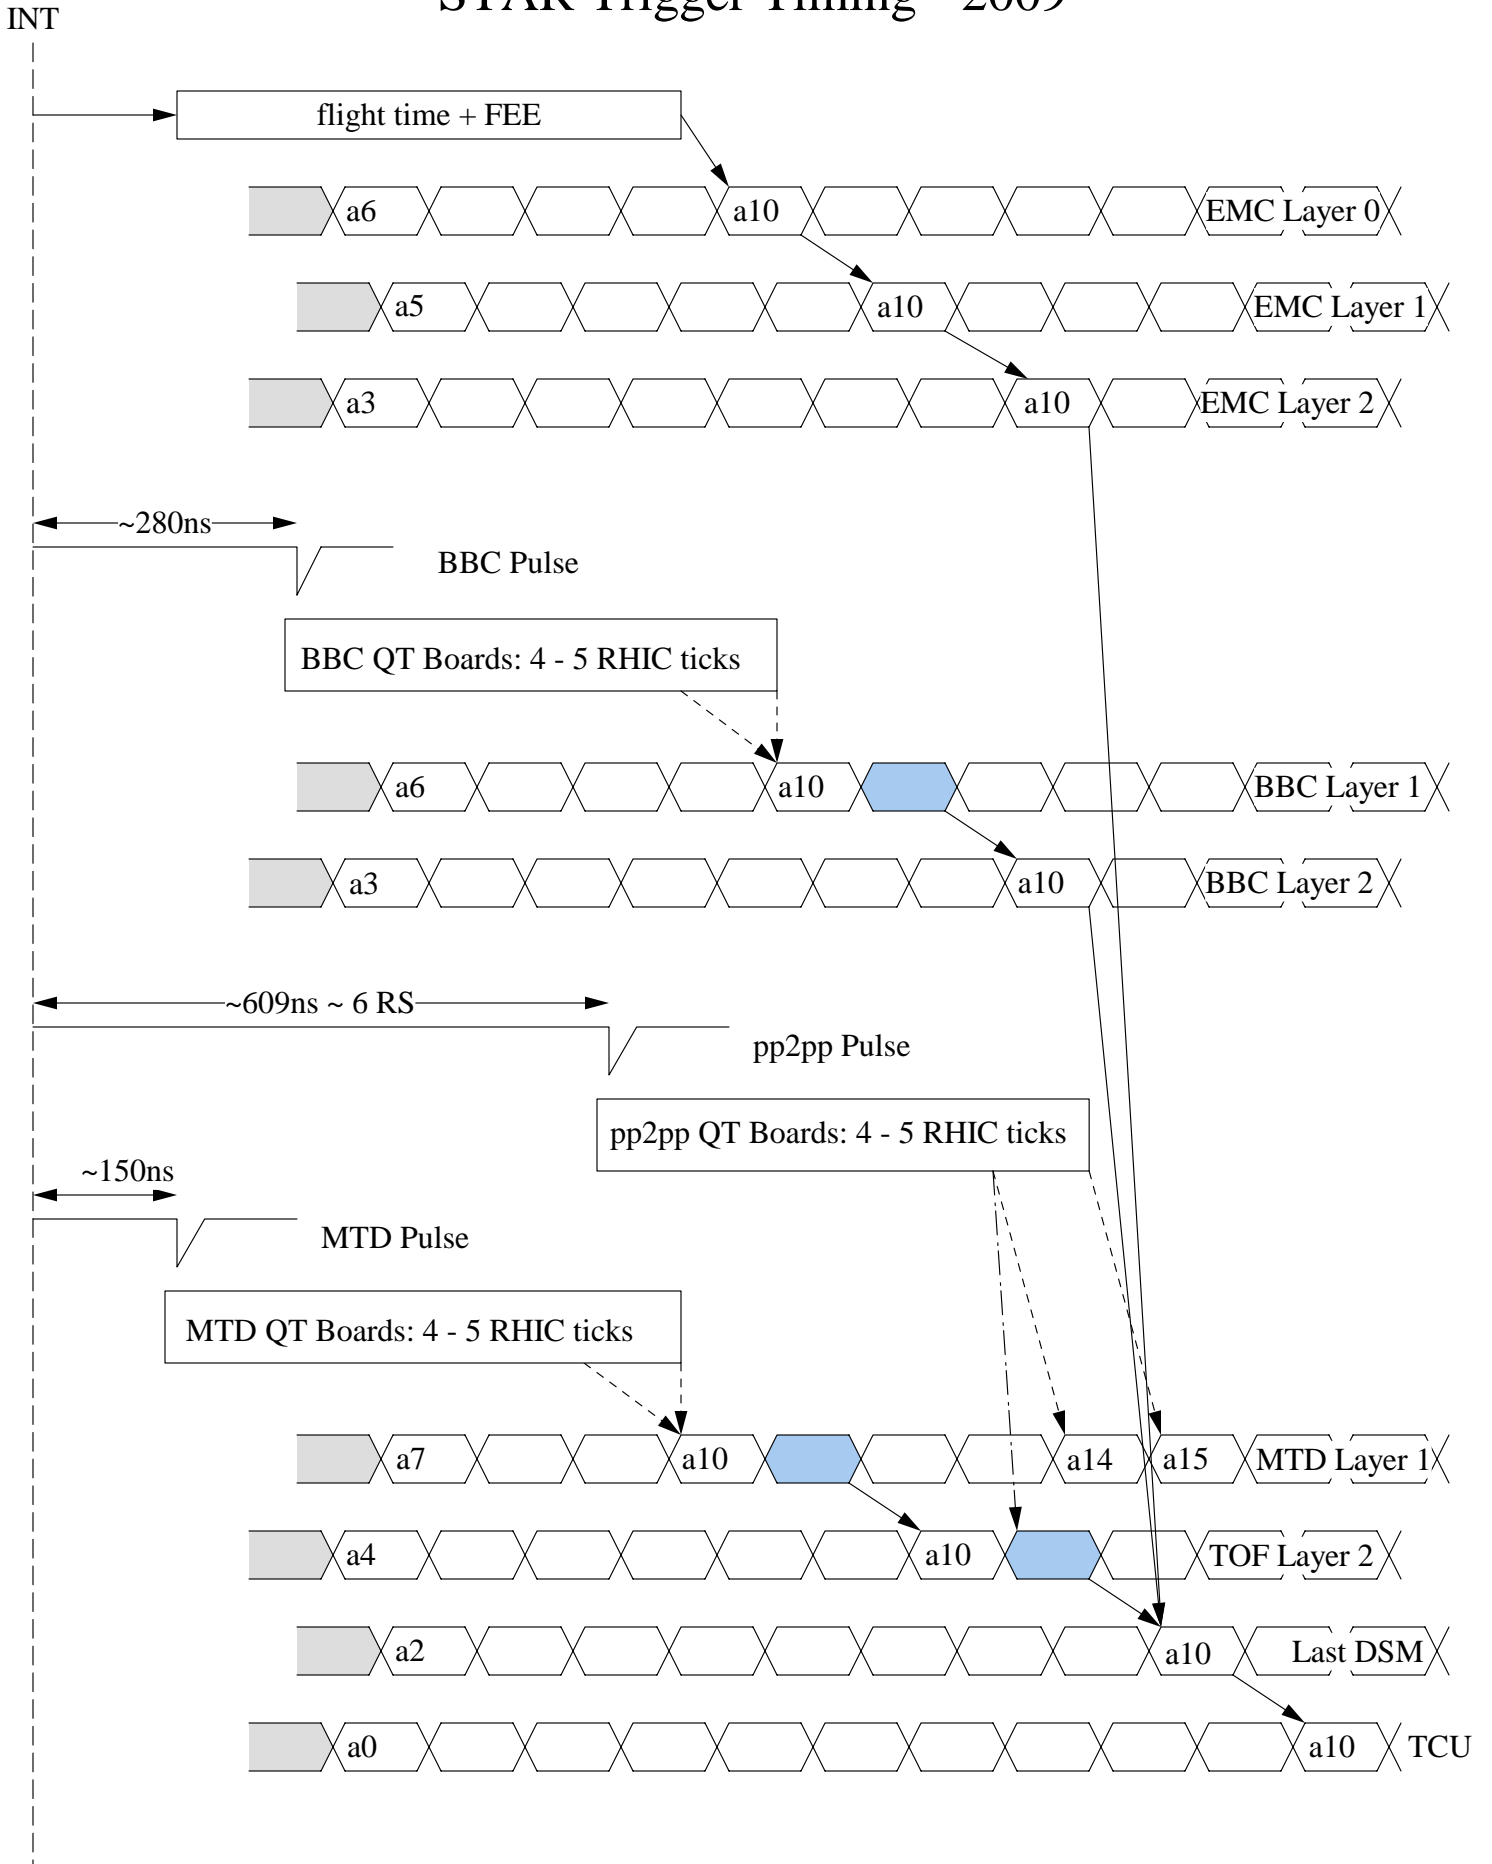 STAR Trigger Timing - 2009
INT
flight time + FEE
a6 a10 EMC Layer 0
a5 a10 EMC Layer 1
a3 a10 EMC Layer 2
~280ns
BBC Pulse
BBC QT Boards: 4 - 5 RHIC ticks
a6 a10 BBC Layer 1
a3 a10 BBC Layer 2
~609ns ~ 6 RS
pp2pp Pulse
pp2pp QT Boards: 4 - 5 RHIC ticks
~150ns
MTD Pulse
MTD QT Boards: 4 - 5 RHIC ticks
a7 a10 a14 a15 MTD Layer 1
a4 a10 TOF Layer 2
a2 a10 Last DSM
a0 a10 TCU